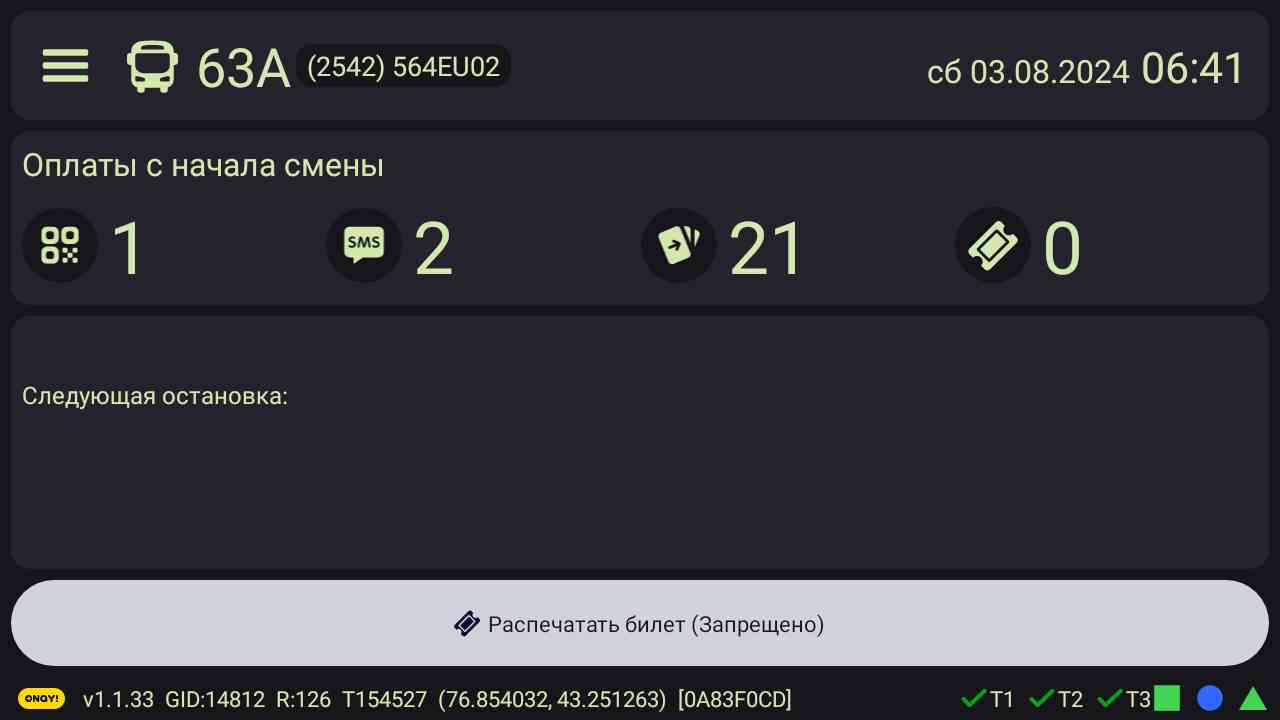 63А (2542) 564EU02 сб 03.08.2024 06:41
Оплаты с начала смены
1 SMS 2 21 0
Следующая остановка:
Распечатать билет (Запрещено)
ONAY! v1.1.33 GID:14812 R:126 T154527 (76.854032, 43.251263) [0A83F0CD] T1 T2 T3